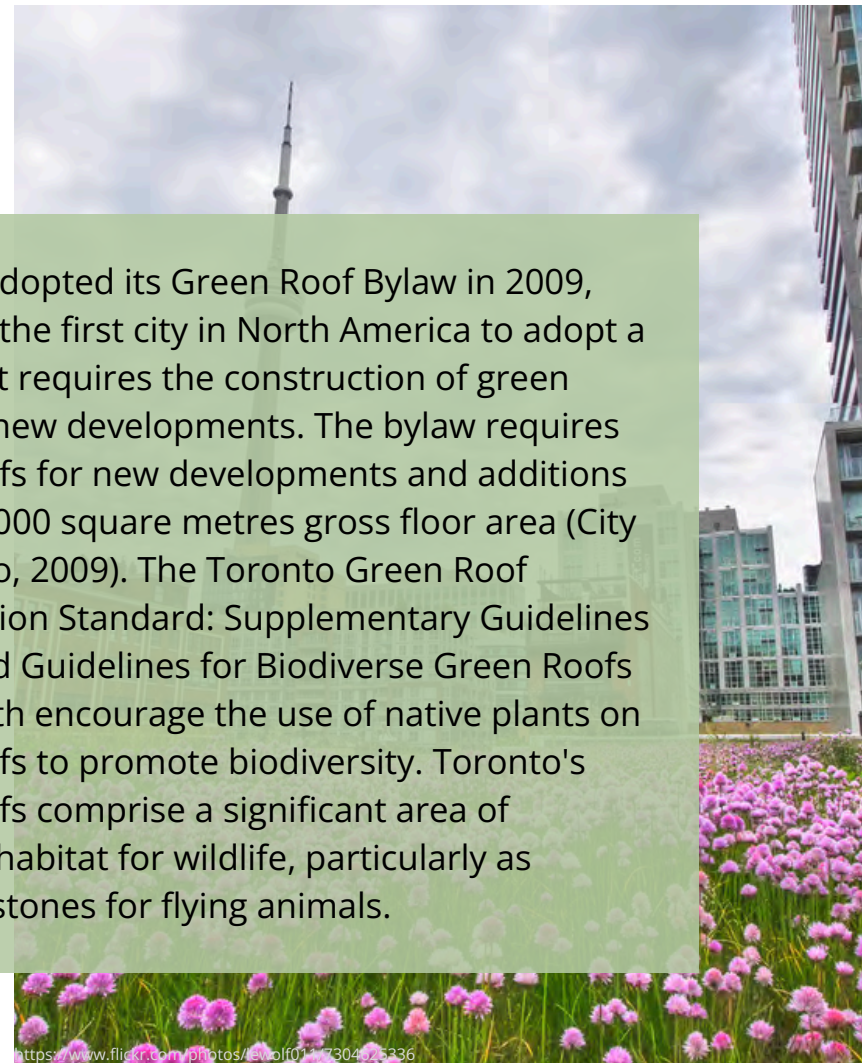 dopted its Green Roof Bylaw in 2009,
the first city in North America to adopt a
t requires the construction of green
new developments. The bylaw requires
fs for new developments and additions
000 square metres gross floor area (City
o, 2009). The Toronto Green Roof
ion Standard: Supplementary Guidelines
d Guidelines for Biodiverse Green Roofs
th encourage the use of native plants on
fs to promote biodiversity. Toronto's
fs comprise a significant area of
habitat for wildlife, particularly as
stones for flying animals.